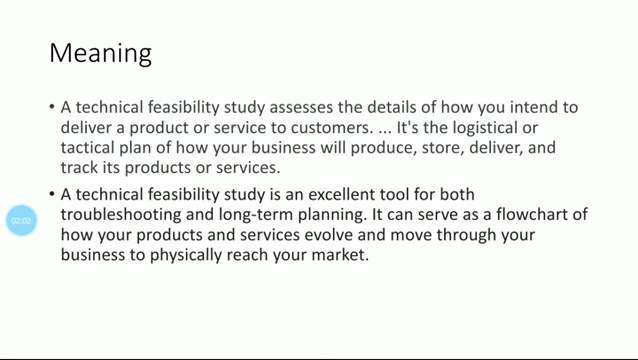 Meaning
• A technical feasibility study assesses the details of how you intend to
deliver a product or service to customers. ... It's the logistical or
tactical plan of how your business will produce, store, deliver, and
track its products or services.
• A technical feasibility study is an excellent tool for both
troubleshooting and long-term planning. It can serve as a flowchart of
02:02
how your products and services evolve and move through your
business to physically reach your market.